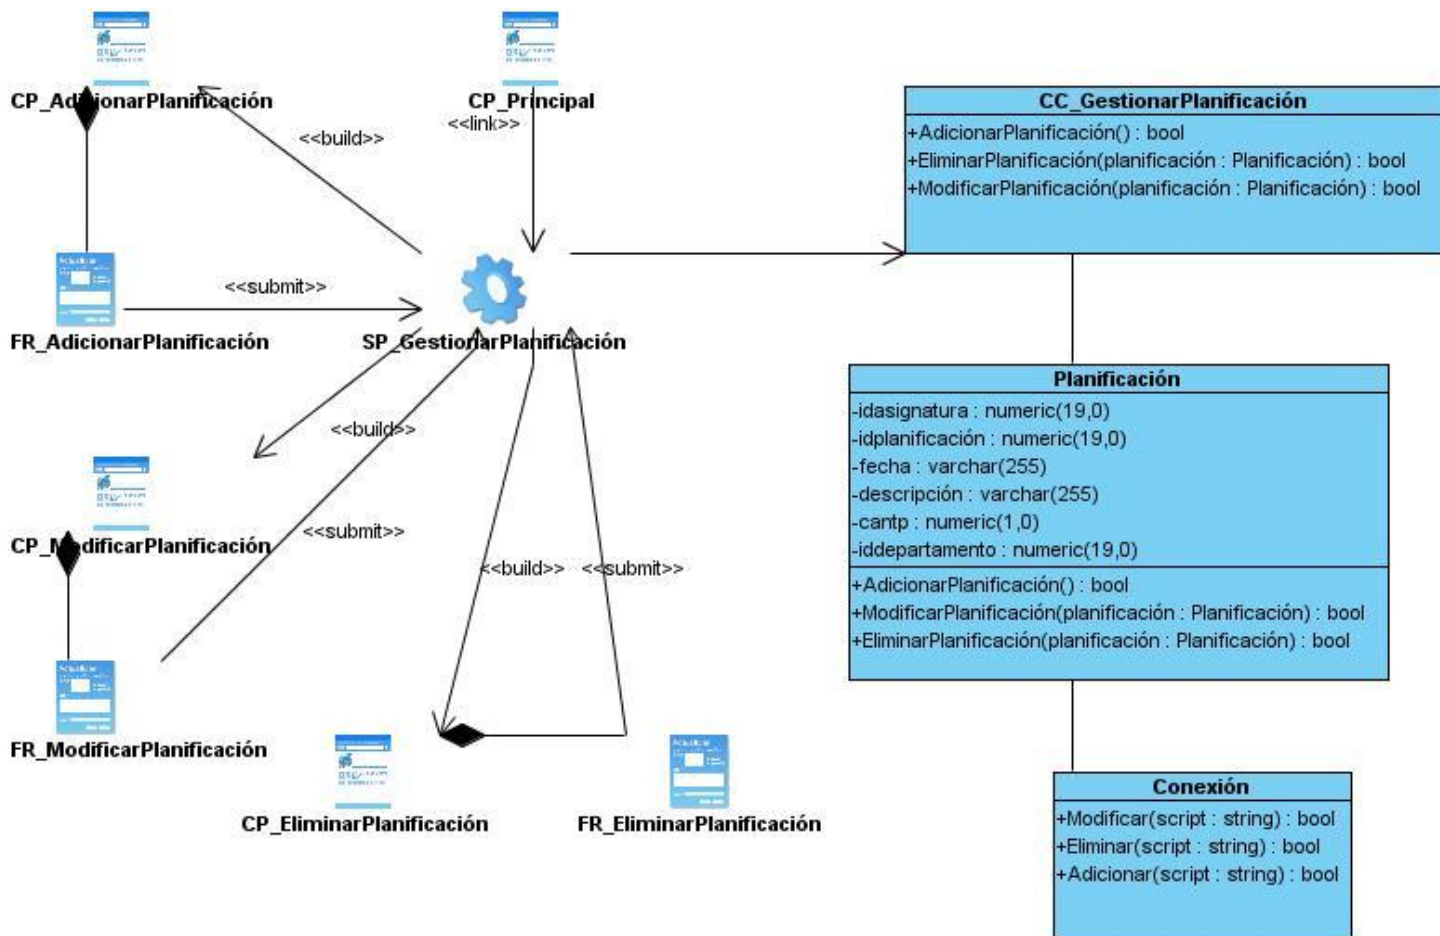 CP_AdicionarPlanificación
CP_Principal
<<link>>
<<build>>
CC_GestionarPlanificación
+AdicionarPlanificación() : bool
+EliminarPlanificación(planificación : Planificación) : bool
+ModificarPlanificación(planificación : Planificación) : bool
<<submit>>
FR_AdicionarPlanificación
SP_GestionarPlanificación
<<build>>
<<submit>>
CP_ModificarPlanificación
<<build>>
<<submit>>
FR_ModificarPlanificación
CP_EliminarPlanificación
FR_EliminarPlanificación
Planificación
-idasignatura : numeric(19,0)
-idplanificación : numeric(19,0)
-fecha : varchar(255)
-descripción : varchar(255)
-cantp : numeric(1,0)
-iddepartamento : numeric(19,0)
+AdicionarPlanificación() : bool
+ModificarPlanificación(planificación : Planificación) : bool
+EliminarPlanificación(planificación : Planificación) : bool
Conexión
+Modificar(script : string) : bool
+Eliminar(script : string) : bool
+Adicionar(script : string) : bool